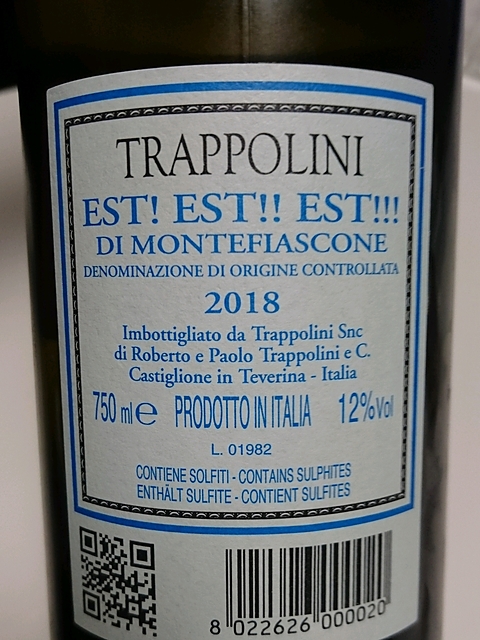 TRAPPOLINI
EST! EST!! EST!!!
DI MONTEFIASCONE
DENOMINAZIONE DI ORIGINE CONTROLLATA
2018
Imbottigliato da Trappolini Snc
di Roberto e Paolo Trappolini e C.
Castiglione in Teverina - Italia
750 ml e PRODOTTO IN ITALIA 12%Vol
L. 01982
CONTIENE SOLFITI - CONTAINS SULPHITES
ENTHÄLT SULFITE - CONTIENT SULFITES
8 022626 000020